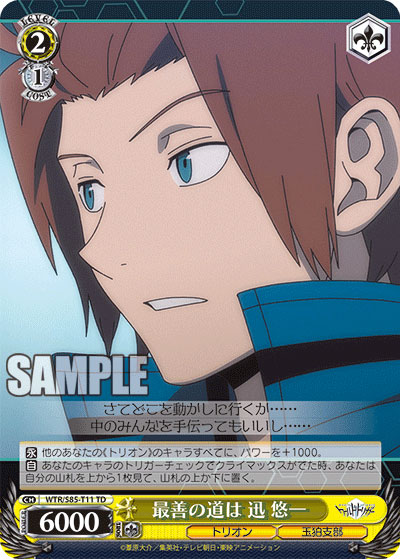 LEVEL
2
1
COST
SAMPLE
さてどこを動かしに行くか……
中のみんなを手伝ってもいいし……
永 他のあなたの《トリオン》のキャラすべてに、パワーを+1000。
自 あなたのキャラのトリガーチェックでクライマックスがでた時、あなたは
自分の山札を上から1枚見て、山札の上か下に置く。
CH WTR/S85-T11 TD
最善の道は 迅 悠一
POWER
6000
トリオン
玉狛支部
©葦原大介／集英社・テレビ朝日・東映アニメーション